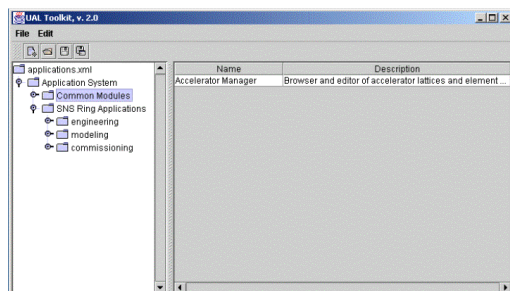 UAL Toolkit, v. 2.0
File Edit
applications.xml
Application System
Common Modules
SNS Ring Applications
engineering
modeling
commissioning
Name Description
Accelerator Manager Browser and editor of accelerator lattices and element ...